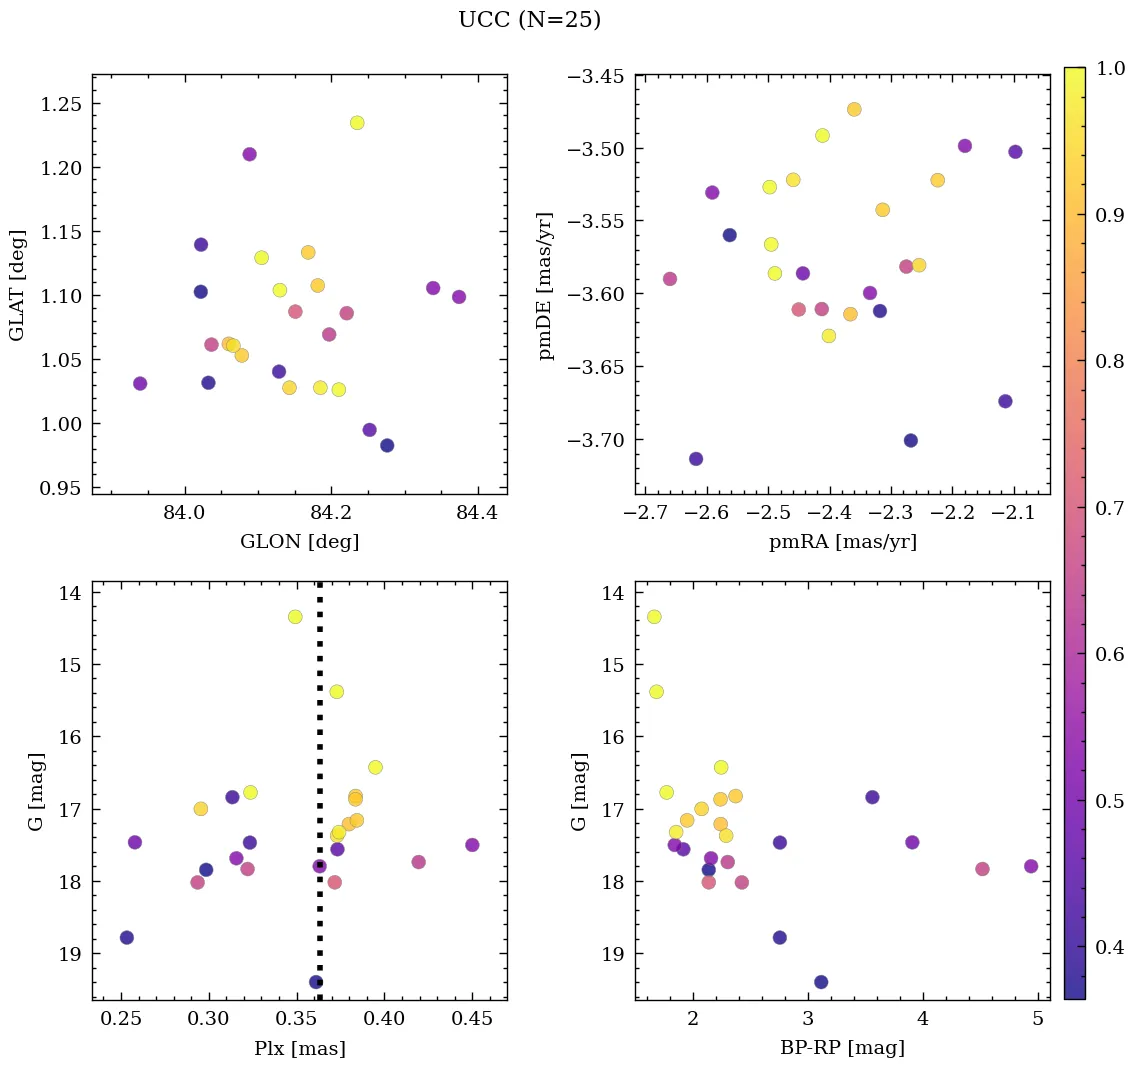 UCC (N=25)
1.25
1.20
1.15
1.10
1.05
1.00
0.95
GLAT [deg]
84.0 84.2 84.4
GLON [deg]
−3.45
−3.50
−3.55
−3.60
−3.65
−3.70
pmDE [mas/yr]
−2.7 −2.6 −2.5 −2.4 −2.3 −2.2 −2.1
pmRA [mas/yr]
14
15
16
17
18
19
G [mag]
0.25 0.30 0.35 0.40 0.45
Plx [mas]
14
15
16
17
18
19
G [mag]
2 3 4 5
BP-RP [mag]
1.0
0.9
0.8
0.7
0.6
0.5
0.4